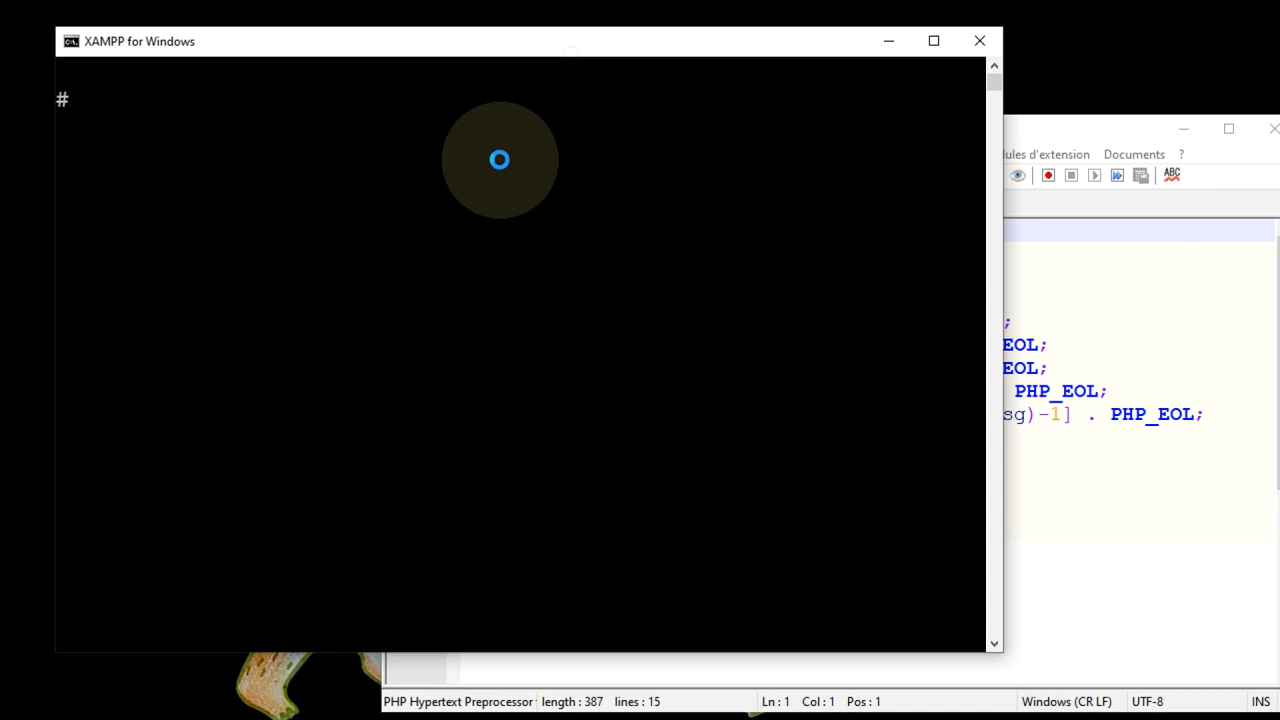 XAMPP for Windows
#
dules d'extension Documents ?
ABC
;
EOL;
EOL;
PHP_EOL;
sg)-1] . PHP_EOL;
PHP Hypertext Preprocessor length : 387 lines : 15 Ln : 1 Col : 1 Pos : 1 Windows (CR LF) UTF-8 INS